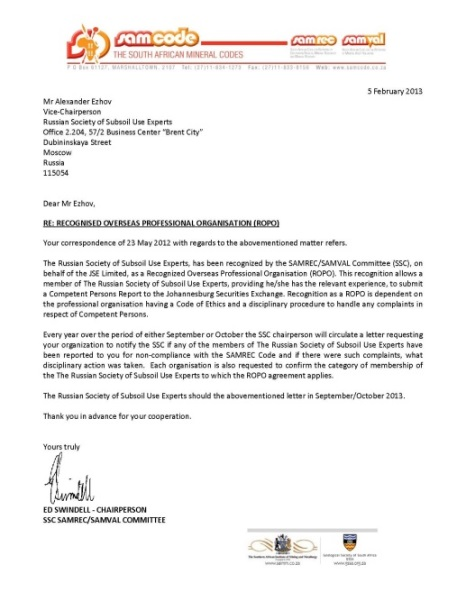 samcode
THE SOUTH AFRICAN MINERAL CODES
samrec samval
P O Box 61127, MARSHALLTOWN, 2107 Tel: (27)11-834-1273 Web: www.samcode.co.za
5 February 2013
Mr Alexander Ezhov
Vice-Chairperson
Russian Society of Subsoil Use Experts
Office 2.204, 57/2 Business Center “Brent City”
Dubininskaya Street
Moscow
Russia
115054
Dear Mr Ezhov,
RE: RECOGNISED OVERSEAS PROFESSIONAL ORGANISATION (ROPO)
Your correspondence of 23 May 2012 with regards to the abovementioned matter refers.
The Russian Society of Subsoil Use Experts, has been recognized by the SAMREC/SAMVAL Committee (SSC), on
behalf of the JSE Limited, as a Recognized Overseas Professional Organisation (ROPO). This recognition allows a
member of The Russian Society of Subsoil Use Experts, providing he/she has the relevant experience, to submit
a Competent Persons Report to the Johannesburg Securities Exchange. Recognition as a ROPO is dependent on
the professional organisation having a Code of Ethics and a disciplinary procedure to handle any complaints in
respect of Competent Persons.
Every year over the period of either September or October the SSC chairperson will circulate a letter requesting
your organization to notify the SSC if any of the members of The Russian Society of Subsoil Use Experts have
been reported to you for non-compliance with the SAMREC Code and if there were such complaints, what
disciplinary action was taken. Each organisation is also requested to confirm the category of membership of
the The Russian Society of Subsoil Use Experts to which the ROPO agreement applies.
The Russian Society of Subsoil Use Experts should the abovementioned letter in September/October 2013.
Thank you in advance for your cooperation.
Yours truly
ED SWINDELL - CHAIRPERSON
SSC SAMREC/SAMVAL COMMITTEE
The Southern African Institute of Mining and Metallurgy
www.saimm.co.za
Geological Society of South Africa
www.gssa.org.za